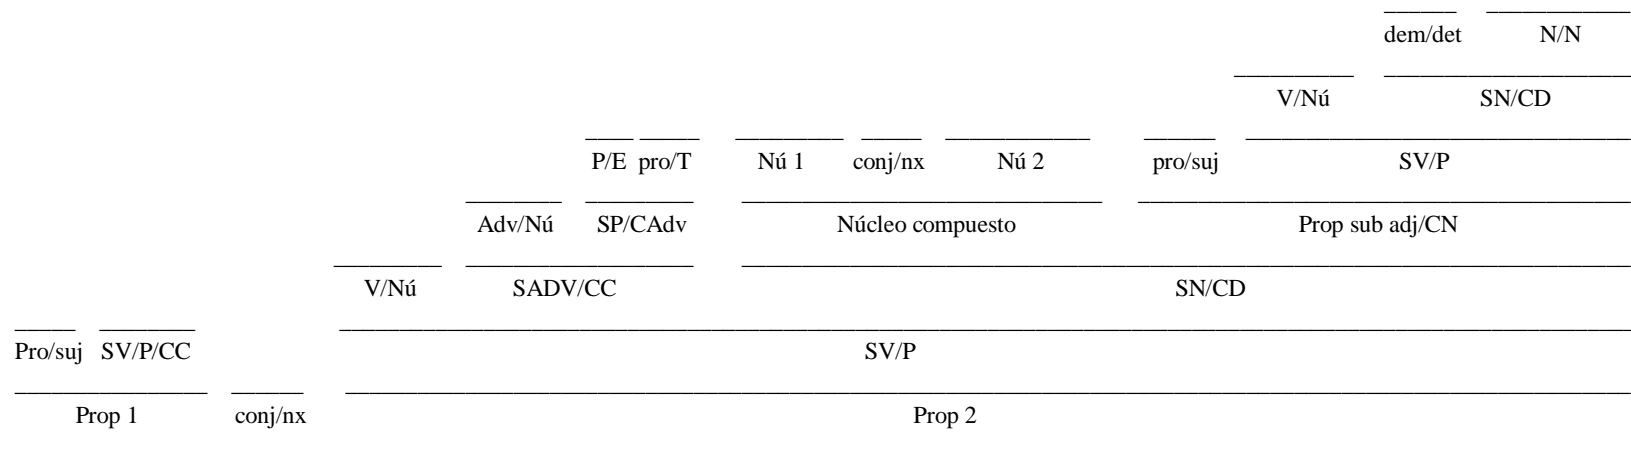 dem/det N/N
V/Nú SN/CD
P/E pro/T Nú 1 conj/nx Nú 2 pro/suj SV/P
Adv/Nú SP/CAdv Núcleo compuesto Prop sub adj/CN
V/Nú SADV/CC SN/CD
Pro/suj SV/P/CC SV/P
Prop 1 conj/nx Prop 2